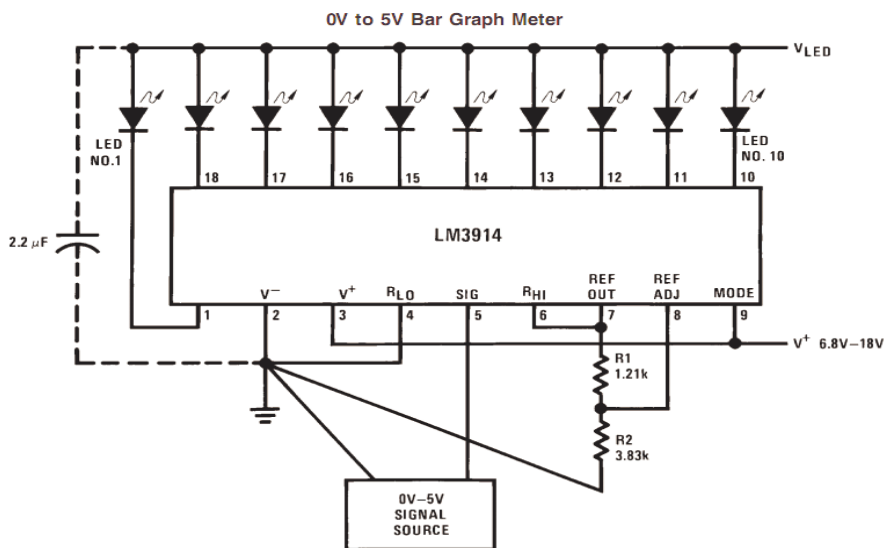 0V to 5V Bar Graph Meter
VLED
LED
NO.1
LED
NO. 10
18 17 16 15 14 13 12 11 10
2.2 μF
LM3914
V− V+ RLO SIG RHI REF OUT REF ADJ MODE
1 2 3 4 5 6 7 8 9
V+ 6.8V–18V
R1
1.21k
R2
3.83k
0V–5V
SIGNAL
SOURCE